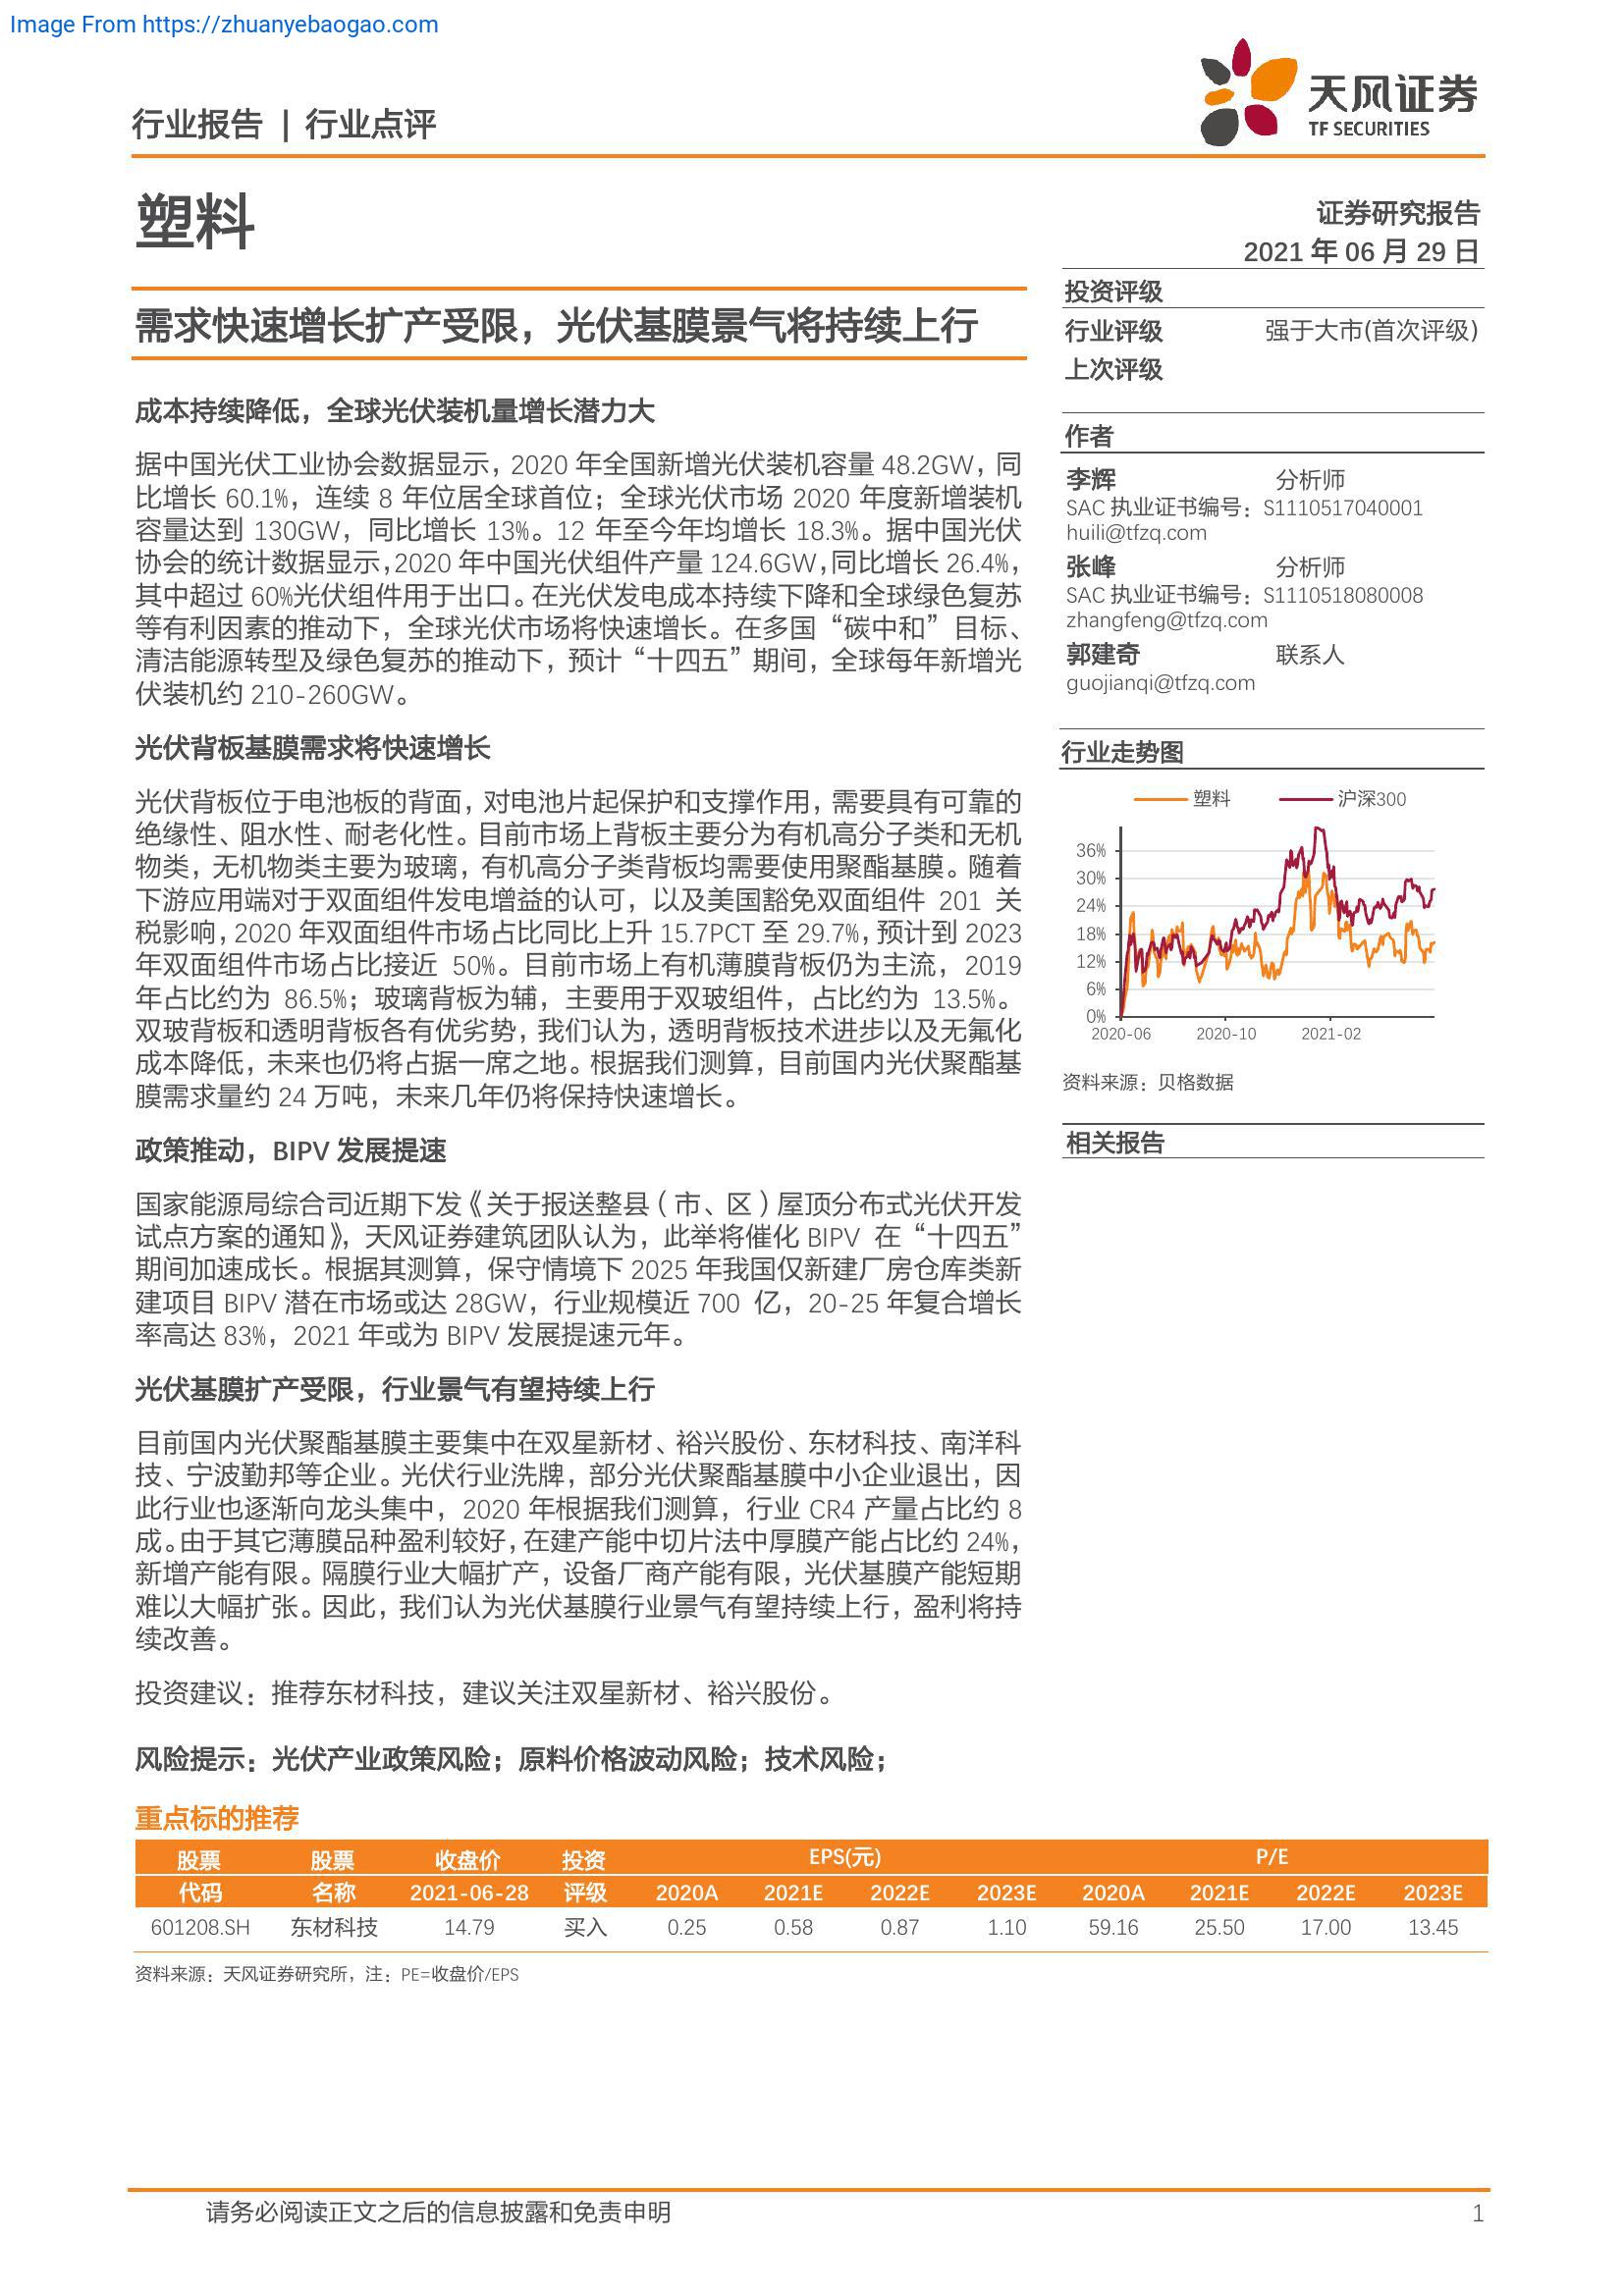 Image From https://zhuanyebaogao.com
行业报告 | 行业点评
天风证券
TF SECURITIES
塑料
证券研究报告
2021 年 06 月 29 日
需求快速增长扩产受限，光伏基膜景气将持续上行
成本持续降低，全球光伏装机量增长潜力大
据中国光伏工业协会数据显示，2020 年全国新增光伏装机容量 48.2GW，同
比增长 60.1%，连续 8 年位居全球首位；全球光伏市场 2020 年度新增装机
容量达到 130GW，同比增长 13%。12 年至今年均增长 18.3%。据中国光伏
协会的统计数据显示，2020 年中国光伏组件产量 124.6GW，同比增长 26.4%，
其中超过 60%光伏组件用于出口。在光伏发电成本持续下降和全球绿色复苏
等有利因素的推动下，全球光伏市场将快速增长。在多国“碳中和”目标、
清洁能源转型及绿色复苏的推动下，预计“十四五”期间，全球每年新增光
伏装机约 210-260GW。
光伏背板基膜需求将快速增长
光伏背板位于电池板的背面，对电池片起保护和支撑作用，需要具有可靠的
绝缘性、阻水性、耐老化性。目前市场上背板主要分为有机高分子类和无机
物类，无机物类主要为玻璃，有机高分子类背板均需要使用聚酯基膜。随着
下游应用端对于双面组件发电增益的认可，以及美国豁免双面组件 201 关
税影响，2020 年双面组件市场占比同比上升 15.7PCT 至 29.7%，预计到 2023
年双面组件市场占比接近 50%。目前市场上有机薄膜背板仍为主流，2019
年占比约为 86.5%；玻璃背板为辅，主要用于双玻组件，占比约为 13.5%。
双玻背板和透明背板各有优劣势，我们认为，透明背板技术进步以及无氟化
成本降低，未来也仍将占据一席之地。根据我们测算，目前国内光伏聚酯基
膜需求量约 24 万吨，未来几年仍将保持快速增长。
政策推动，BIPV 发展提速
国家能源局综合司近期下发《关于报送整县（市、区）屋顶分布式光伏开发
试点方案的通知》，天风证券建筑团队认为，此举将催化 BIPV 在“十四五”
期间加速成长。根据其测算，保守情境下 2025 年我国仅新建厂房仓库类新
建项目 BIPV 潜在市场或达 28GW，行业规模近 700 亿，20-25 年复合增长
率高达 83%，2021 年或为 BIPV 发展提速元年。
光伏基膜扩产受限，行业景气有望持续上行
目前国内光伏聚酯基膜主要集中在双星新材、裕兴股份、东材科技、南洋科
技、宁波勤邦等企业。光伏行业洗牌，部分光伏聚酯基膜中小企业退出，因
此行业也逐渐向龙头集中，2020 年根据我们测算，行业 CR4 产量占比约 8
成。由于其它薄膜品种盈利较好，在建产能中切片法中厚膜产能占比约 24%，
新增产能有限。隔膜行业大幅扩产，设备厂商产能有限，光伏基膜产能短期
难以大幅扩张。因此，我们认为光伏基膜行业景气有望持续上行，盈利将持
续改善。
投资建议：推荐东材科技，建议关注双星新材、裕兴股份。
风险提示：光伏产业政策风险；原料价格波动风险；技术风险；
投资评级
行业评级 强于大市(首次评级)
上次评级
作者
李辉 分析师
SAC 执业证书编号：S1110517040001
huili@tfzq.com
张峰 分析师
SAC 执业证书编号：S1110518080008
zhangfeng@tfzq.com
郭建奇 联系人
guojianqi@tfzq.com
行业走势图
塑料 沪深300
36%
30%
24%
18%
12%
6%
0%
2020-06 2020-10 2021-02
资料来源：贝格数据
相关报告
重点标的推荐
股票 股票 收盘价 投资 EPS(元) P/E
代码 名称 2021-06-28 评级 2020A 2021E 2022E 2023E 2020A 2021E 2022E 2023E
601208.SH 东材科技 14.79 买入 0.25 0.58 0.87 1.10 59.16 25.50 17.00 13.45
资料来源：天风证券研究所，注：PE=收盘价/EPS
请务必阅读正文之后的信息披露和免责申明 1